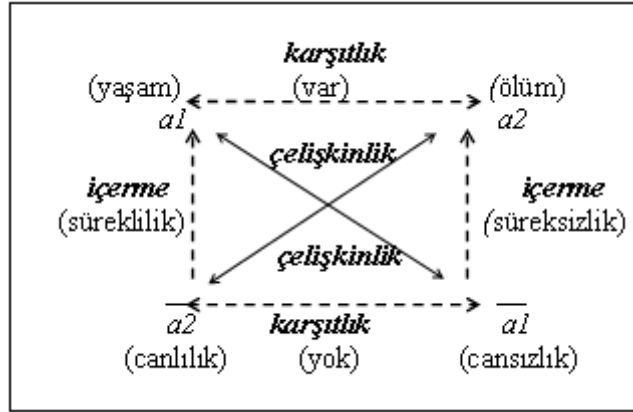 karşıtlık
(yaşam) (var) (ölüm)
a1 a2
çelişkinlik
içerme içerme
(süreklilik) (süreksizlik)
çelişkinlik
a2 karşıtlık a1
(canlılık) (yok) (cansızlık)